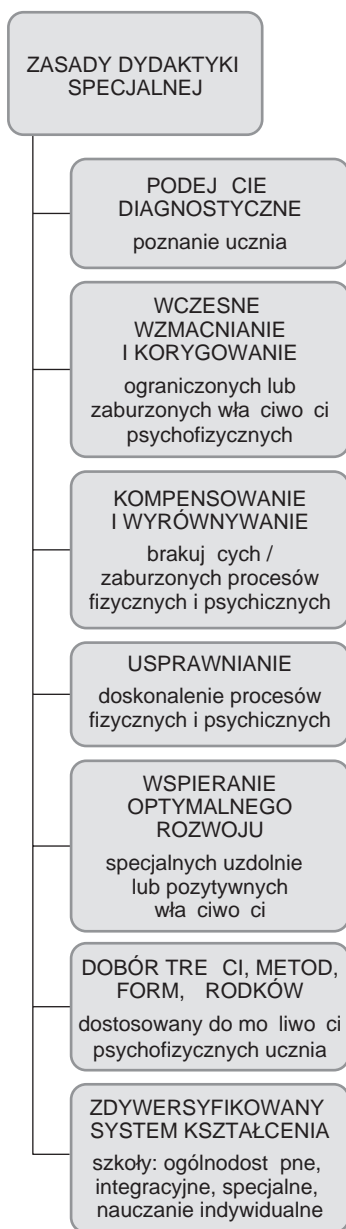 ZASADY DYDAKTYKI
SPECJALNEJ
PODEJ CIE
DIAGNOSTYCZNE
poznanie ucznia
WCZESNE
WZMACNIANIE
I KORYGOWANIE
ograniczonych lub
zaburzonych wła ciwo ci
psychofizycznych
KOMPENSOWANIE
I WYRÓWNYWANIE
brakuj cych /
zaburzonych procesów
fizycznych i psychicznych
USPRAWNIANIE
doskonalenie procesów
fizycznych i psychicznych
WSPIERANIE
OPTYMALNEGO
ROZWOJU
specjalnych uzdolnie
lub pozytywnych
wła ciwo ci
DOBÓR TRE CI, METOD,
FORM, RODKÓW
dostosowany do mo liwo ci
psychofizycznych ucznia
ZDYWERSYFIKOWANY
SYSTEM KSZTAŁCENIA
szkoły: ogólnodost pne,
integracyjne, specjalne,
nauczanie indywidualne